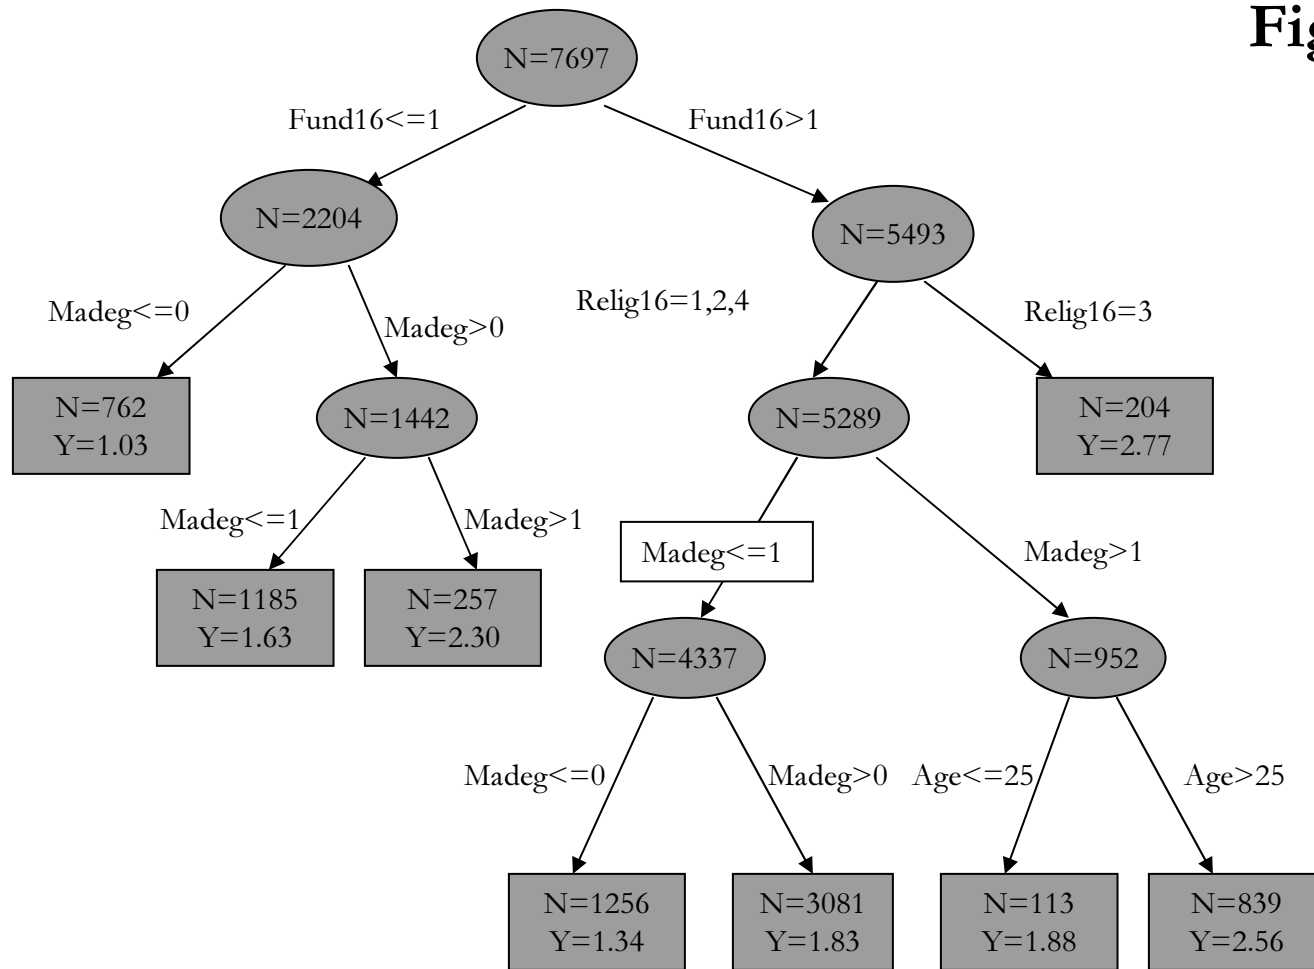 Fig
N=7697
Fund16<=1
Fund16>1
N=2204
N=5493
Madeg<=0
Madeg>0
Relig16=1,2,4
Relig16=3
N=762
Y=1.03
N=1442
N=5289
N=204
Y=2.77
Madeg<=1
Madeg>1
Madeg<=1
Madeg>1
N=1185
Y=1.63
N=257
Y=2.30
N=4337
N=952
Madeg<=0
Madeg>0
Age<=25
Age>25
N=1256
Y=1.34
N=3081
Y=1.83
N=113
Y=1.88
N=839
Y=2.56